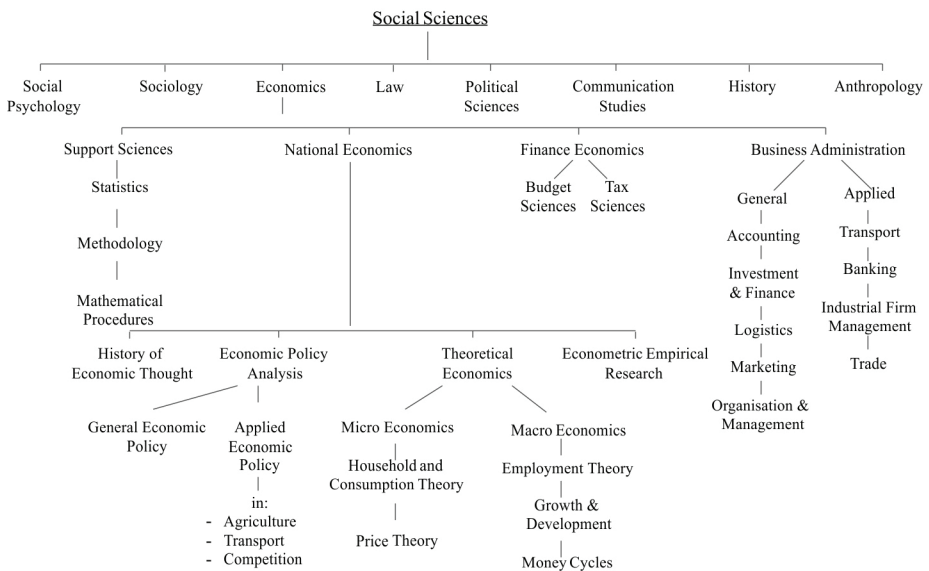 Social Sciences
Social
Psychology
Sociology
Economics
Law
Political
Sciences
Communication
Studies
History
Anthropology
Support Sciences
National Economics
Finance Economics
Business Administration
Statistics
Methodology
Mathematical
Procedures
Budget
Sciences
Tax
Sciences
General
Accounting
Investment
& Finance
Logistics
Marketing
Organisation &
Management
Applied
Transport
Banking
Industrial Firm
Management
Trade
History of
Economic Thought
Economic Policy
Analysis
Theoretical
Economics
Econometric Empirical
Research
General Economic
Policy
Applied
Economic
Policy
in:
- Agriculture
- Transport
- Competition
Micro Economics
Household and
Consumption Theory
Price Theory
Macro Economics
Employment Theory
Growth &
Development
Money Cycles